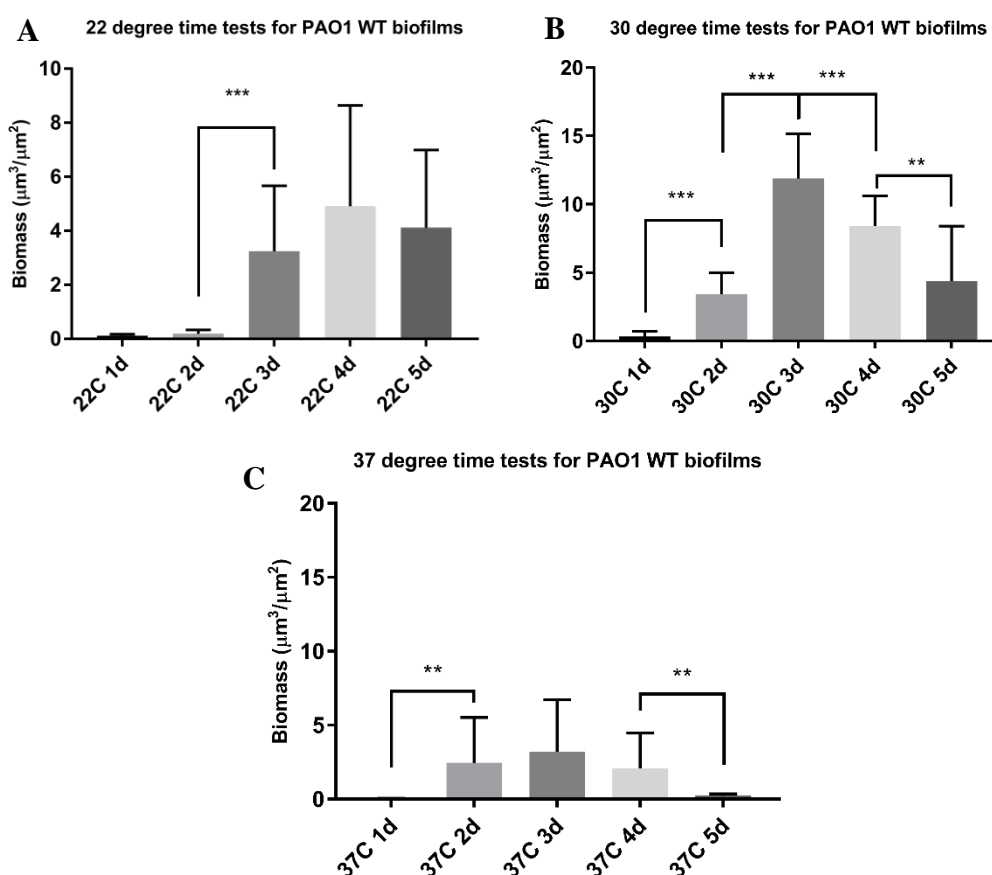 A
22 degree time tests for PAO1 WT biofilms
Biomass (μm³/μm²)
10
8
6
4
2
0
***
22C 1d
22C 2d
22C 3d
22C 4d
22C 5d
B
30 degree time tests for PAO1 WT biofilms
Biomass (μm³/μm²)
20
15
10
5
0
***
***
***
**
30C 1d
30C 2d
30C 3d
30C 4d
30C 5d
C
37 degree time tests for PAO1 WT biofilms
Biomass (μm³/μm²)
20
15
10
5
0
**
**
37C 1d
37C 2d
37C 3d
37C 4d
37C 5d